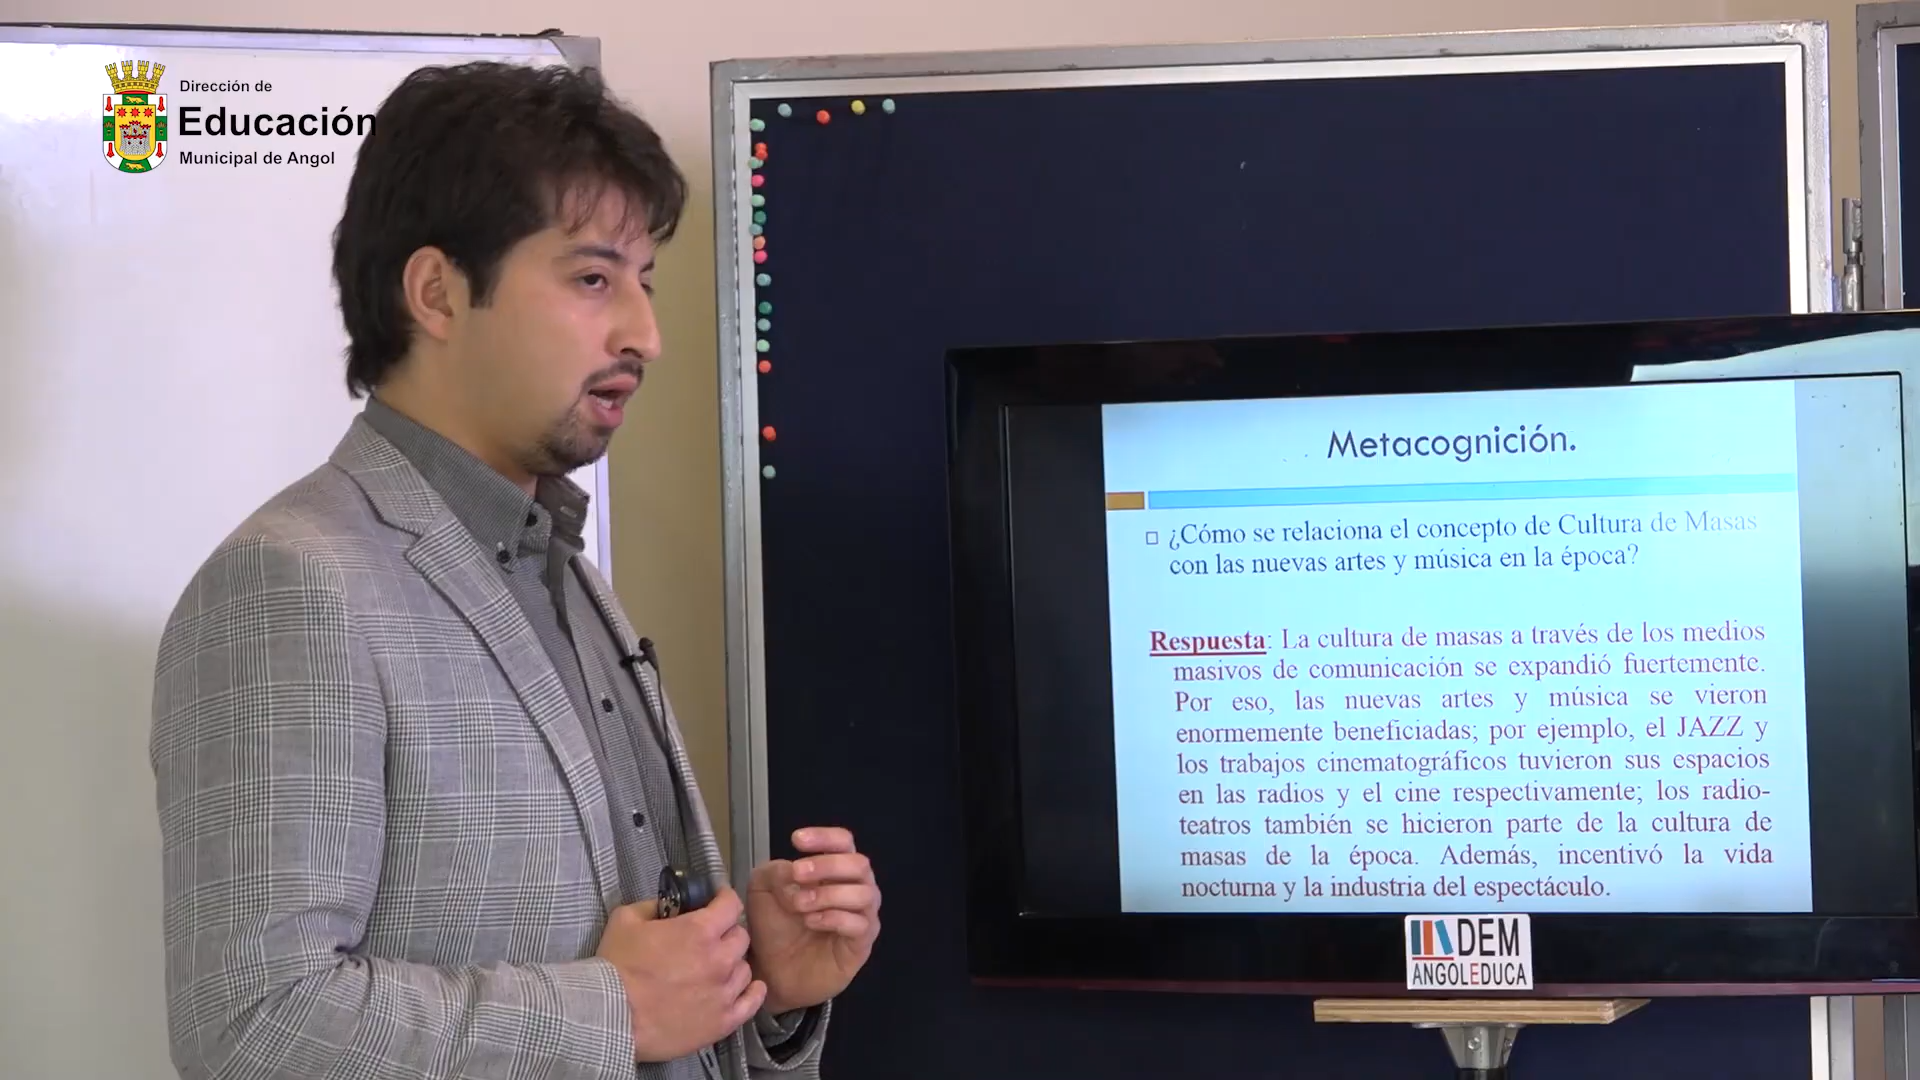 Dirección de
Educación
Municipal de Angol
Metacognición.
¿Cómo se relaciona el concepto de Cultura de Masas
con las nuevas artes y música en la época?
Respuesta: La cultura de masas a través de los medios
masivos de comunicación se expandió fuertemente.
Por eso, las nuevas artes y música se vieron
enormemente beneficiadas; por ejemplo, el JAZZ y
los trabajos cinematográficos tuvieron sus espacios
en las radios y el cine respectivamente; los radio-
teatros también se hicieron parte de la cultura de
masas de la época. Además, incentivó la vida
nocturna y la industria del espectáculo.
DEM
ANGOLEDUCA